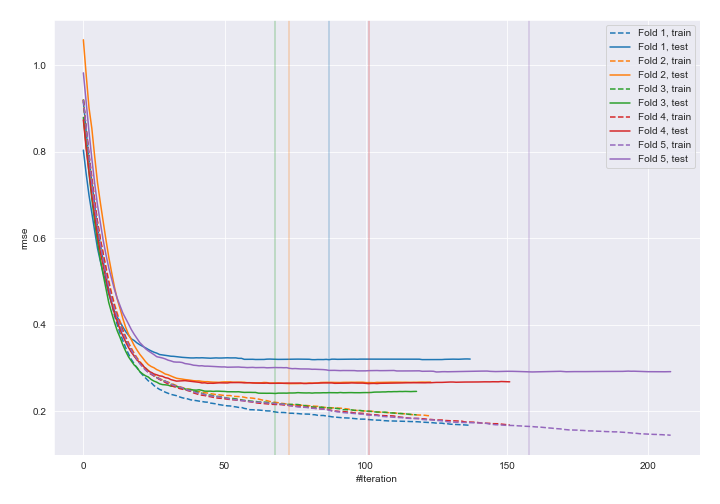 Fold 1, train
Fold 1, test
Fold 2, train
Fold 2, test
Fold 3, train
Fold 3, test
Fold 4, train
Fold 4, test
Fold 5, train
Fold 5, test
1.0
0.8
0.6
0.4
0.2
rmse
0 50 100 150 200
#Iteration